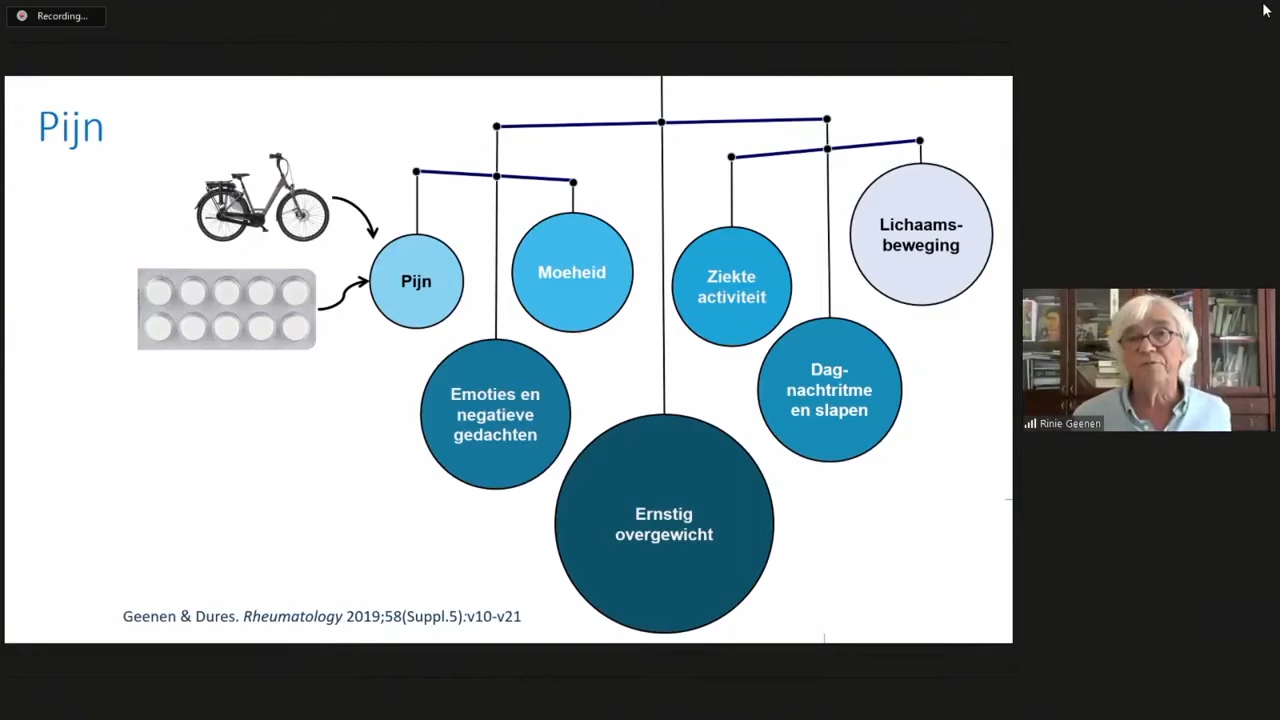 Recording...
Pijn
Pijn
Moeheid
Ziekte
activiteit
Lichaams-
beweging
Emoties en
negatieve
gedachten
Dag-
nachtritme
en slapen
Ernstig
overgewicht
Geenen & Dures. Rheumatology 2019;58(Suppl.5):v10-v21
Rinie Geenen